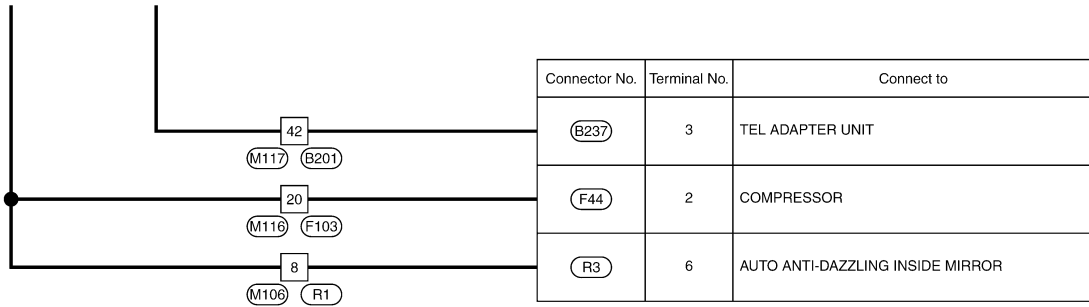 Connector No. Terminal No. Connect to
42 B237 3 TEL ADAPTER UNIT
M117 B201
20 F44 2 COMPRESSOR
M116 F103
8 R3 6 AUTO ANTI-DAZZLING INSIDE MIRROR
M106 R1